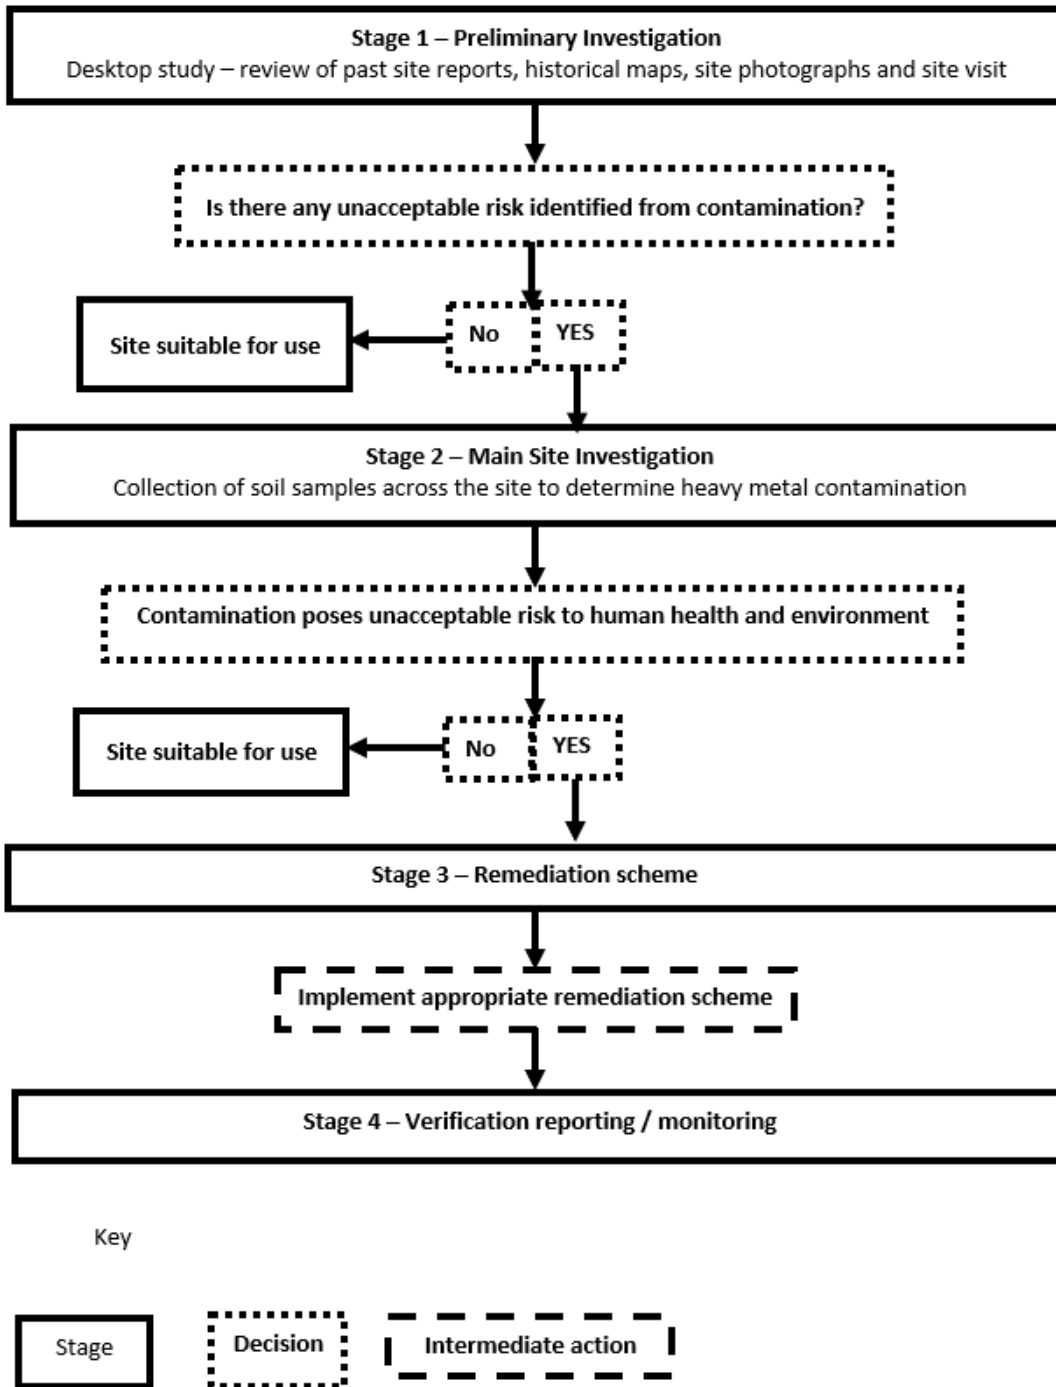 Stage 1 – Preliminary Investigation
Desktop study – review of past site reports, historical maps, site photographs and site visit
Is there any unacceptable risk identified from contamination?
No
YES
Site suitable for use
Stage 2 – Main Site Investigation
Collection of soil samples across the site to determine heavy metal contamination
Contamination poses unacceptable risk to human health and environment
No
YES
Site suitable for use
Stage 3 – Remediation scheme
Implement appropriate remediation scheme
Stage 4 – Verification reporting / monitoring
Key
Stage
Decision
Intermediate action